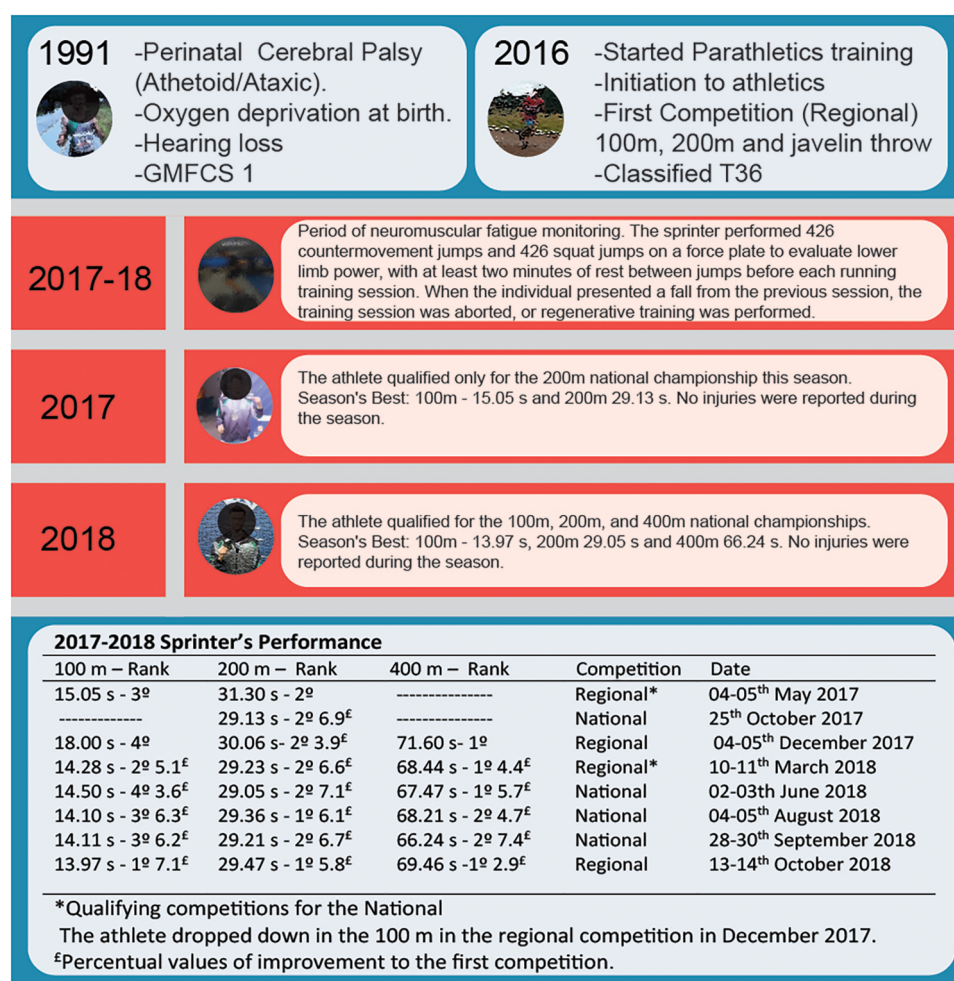 1991
-Perinatal Cerebral Palsy
(Athetoid/Ataxic).
-Oxygen deprivation at birth.
-Hearing loss
-GMFCS 1
2016
-Started Parathletics training
-Initiation to athletics
-First Competition (Regional)
100m, 200m and javelin throw
-Classified T36
2017-18
Period of neuromuscular fatigue monitoring. The sprinter performed 426
countermovement jumps and 426 squat jumps on a force plate to evaluate lower
limb power, with at least two minutes of rest between jumps before each running
training session. When the individual presented a fall from the previous session, the
training session was aborted, or regenerative training was performed.
2017
The athlete qualified only for the 200m national championship this season.
Season's Best: 100m - 15.05 s and 200m 29.13 s. No injuries were reported during
the season.
2018
The athlete qualified for the 100m, 200m, and 400m national championships.
Season's Best: 100m - 13.97 s, 200m 29.05 s and 400m 66.24 s. No injuries were
reported during the season.
2017-2018 Sprinter’s Performance
100 m – Rank 200 m – Rank 400 m – Rank Competition Date
15.05 s - 3º 31.30 s - 2º --------------- Regional* 04-05th May 2017
------------- 29.13 s - 2º 6.9£ --------------- National 25th October 2017
18.00 s - 4º 30.06 s- 2º 3.9£ 71.60 s- 1º Regional 04-05th December 2017
14.28 s - 2º 5.1£ 29.23 s - 2º 6.6£ 68.44 s - 1º 4.4£ Regional* 10-11th March 2018
14.50 s - 4º 3.6£ 29.05 s - 2º 7.1£ 67.47 s - 1º 5.7£ National 02-03th June 2018
14.10 s - 3º 6.3£ 29.36 s - 1º 6.1£ 68.21 s - 2º 4.7£ National 04-05th August 2018
14.11 s - 3º 6.2£ 29.21 s - 2º 6.7£ 66.24 s - 2º 7.4£ National 28-30th September 2018
13.97 s - 1º 7.1£ 29.47 s - 1º 5.8£ 69.46 s -1º 2.9£ Regional 13-14th October 2018
*Qualifying competitions for the National
The athlete dropped down in the 100 m in the regional competition in December 2017.
£Percentual values of improvement to the first competition.